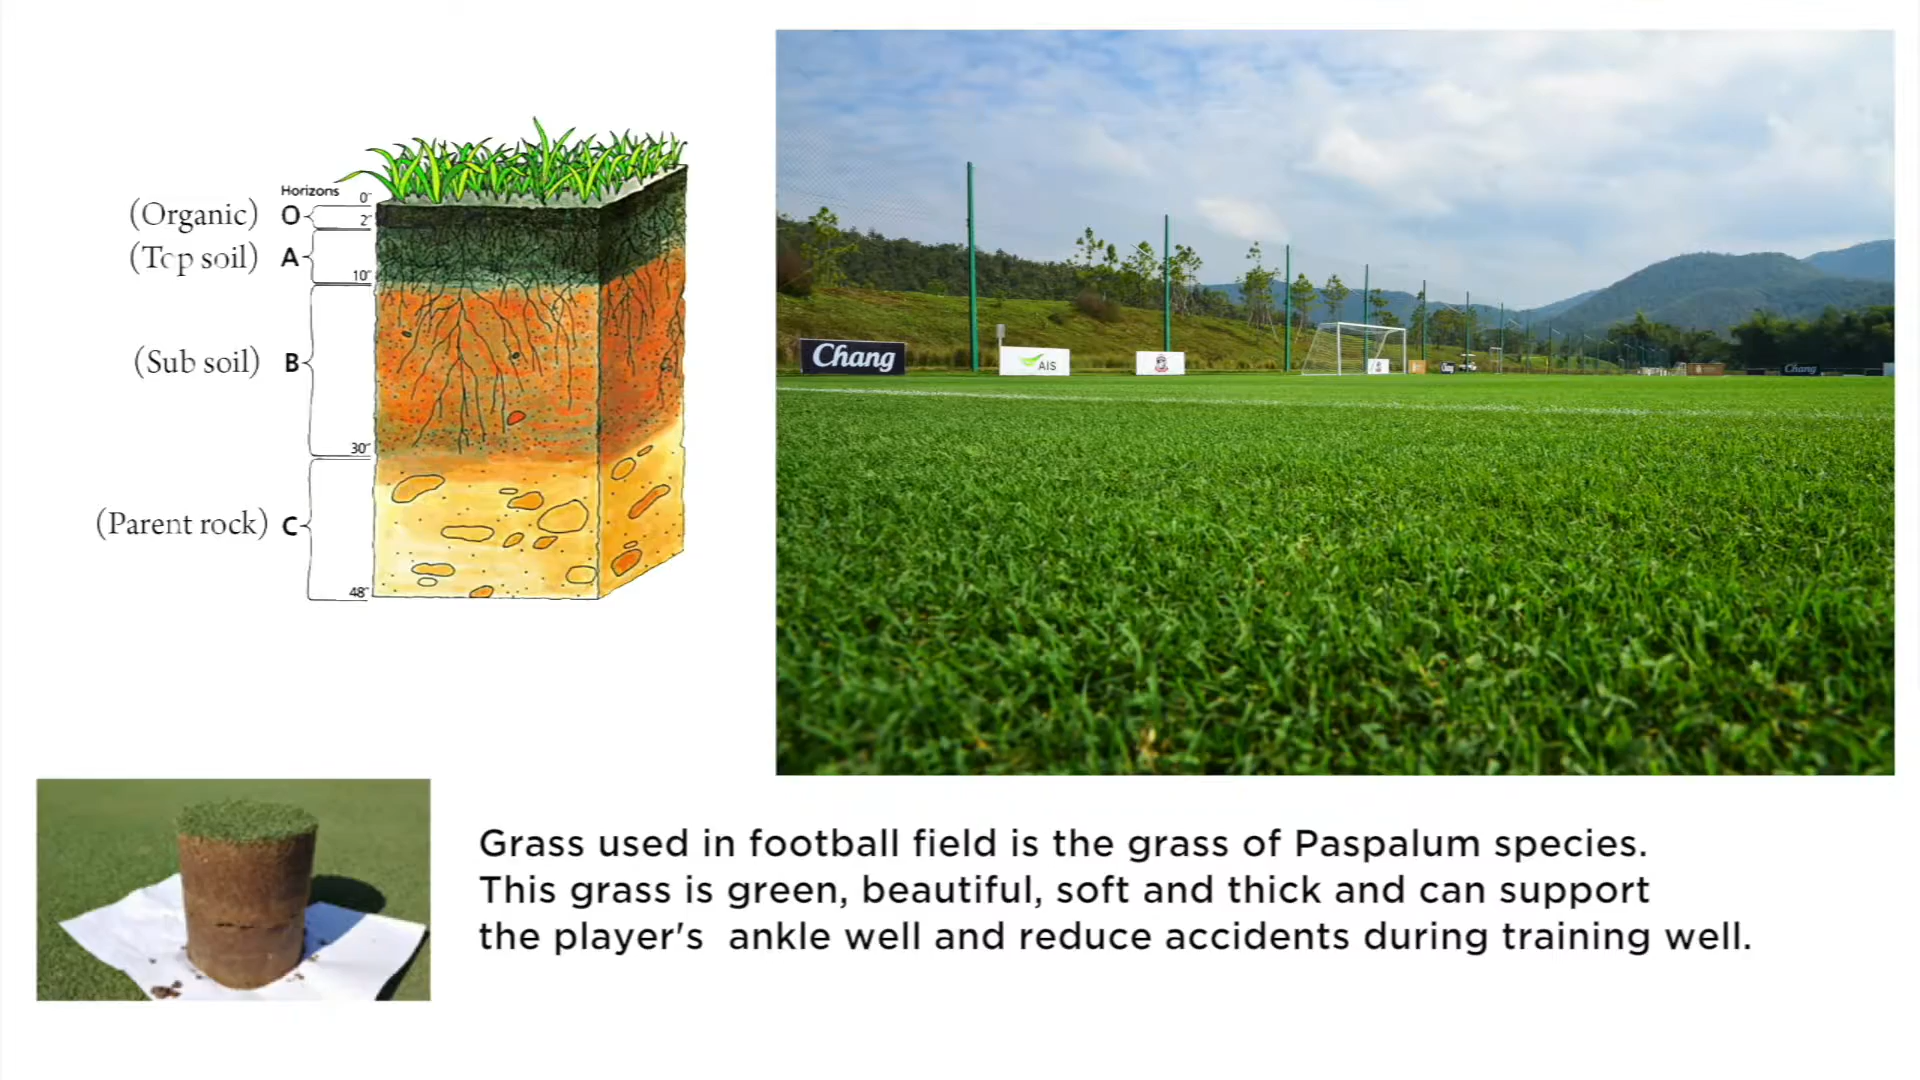 Horizons
0"
(Organic) O
2"
(Top soil) A
10"
(Sub soil) B
30"
(Parent rock) C
48"
Chang
AIS
Chang
Chang
Grass used in football field is the grass of Paspalum species.
This grass is green, beautiful, soft and thick and can support
the player's ankle well and reduce accidents during training well.